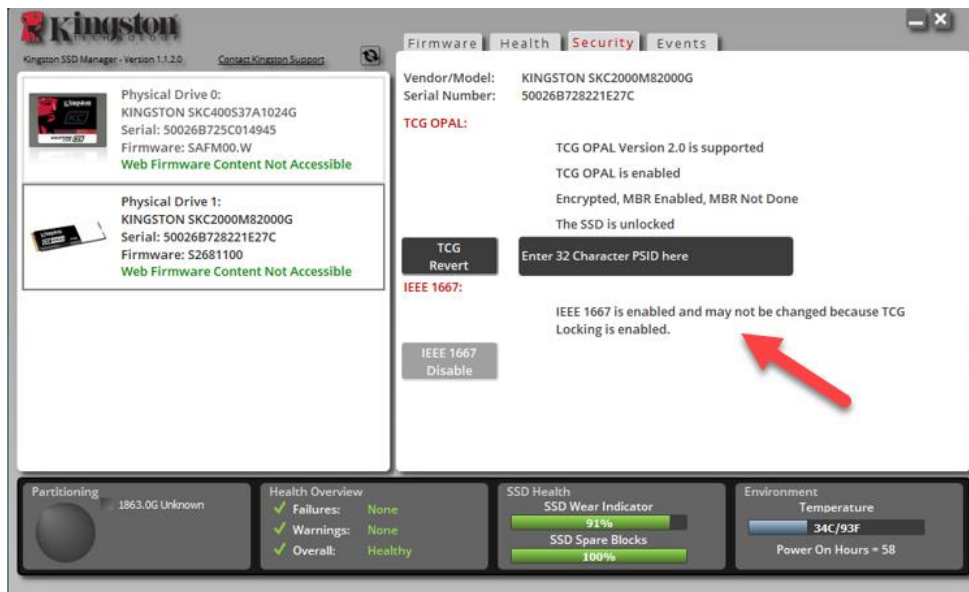 Kingston
TECHNOLOGY
Kingston SSD Manager - Version 1.1.2.0 Contact Kingston Support
Firmware Health Security Events
Physical Drive 0:
KINGSTON SKC400S37A1024G
Serial: 50026B725C014945
Firmware: SAFM00.W
Web Firmware Content Not Accessible
Physical Drive 1:
KINGSTON SKC2000M82000G
Serial: 50026B728221E27C
Firmware: S2681100
Web Firmware Content Not Accessible
Vendor/Model: KINGSTON SKC2000M82000G
Serial Number: 50026B728221E27C
TCG OPAL:
TCG OPAL Version 2.0 is supported
TCG OPAL is enabled
Encrypted, MBR Enabled, MBR Not Done
The SSD is unlocked
TCG
Revert
Enter 32 Character PSID here
IEEE 1667:
IEEE 1667 is enabled and may not be changed because TCG
Locking is enabled.
IEEE 1667
Disable
Partitioning
1863.0G Unknown
Health Overview
Failures: None
Warnings: None
Overall: Healthy
SSD Health
SSD Wear Indicator
91%
SSD Spare Blocks
100%
Environment
Temperature
34C/93F
Power On Hours = 58